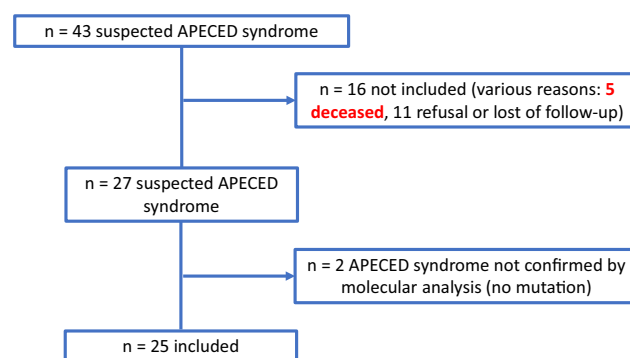 n = 43 suspected APECED syndrome
n = 16 not included (various reasons: 5
deceased, 11 refusal or lost of follow-up)
n = 27 suspected APECED
syndrome
n = 2 APECED syndrome not confirmed by
molecular analysis (no mutation)
n = 25 included